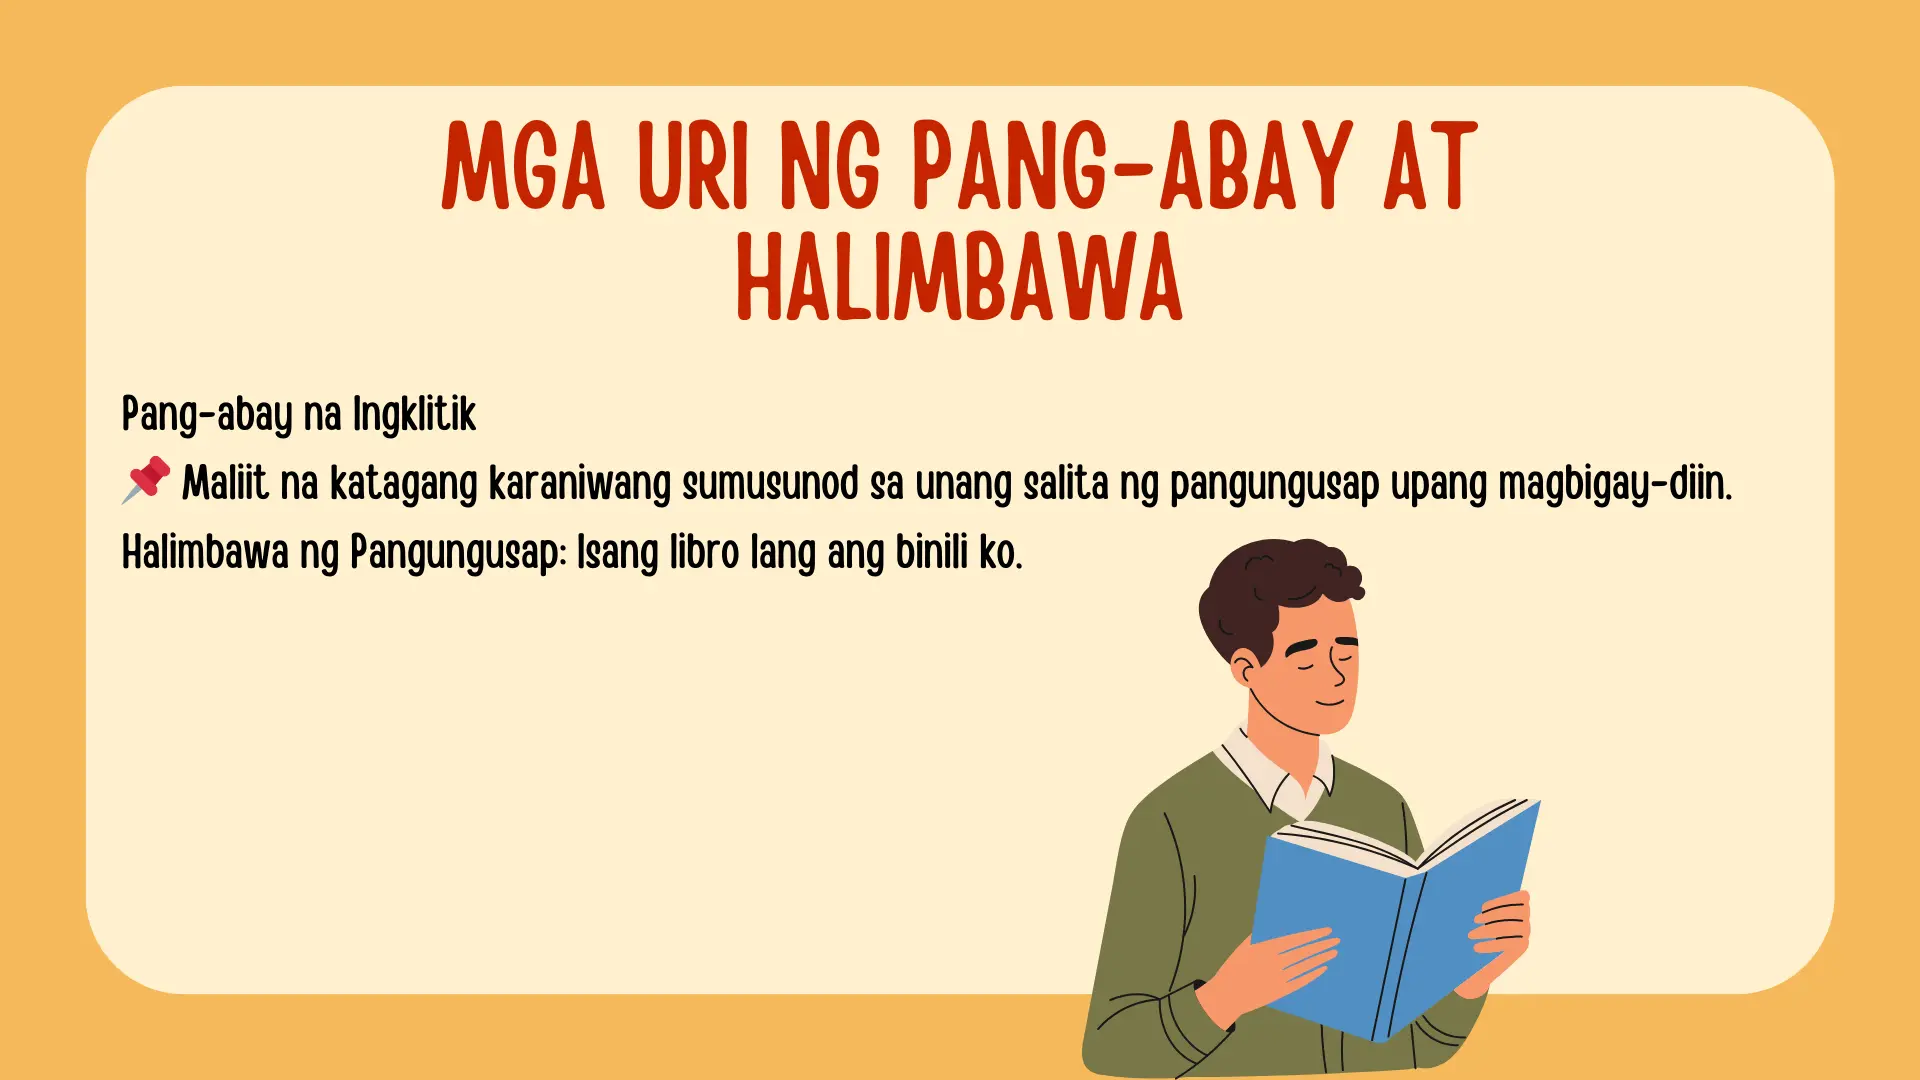 MGA URI NG PANG-ABAY AT
HALIMBAWA
Pang-abay na Ingklitik
📌 Maliit na katagang karaniwang sumusunod sa unang salita ng pangungusap upang magbigay-diin.
Halimbawa ng Pangungusap: Isang libro lang ang binili ko.